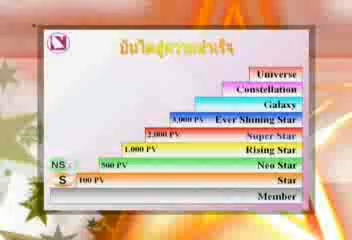 บันไดสู่ความสำเร็จ
Universe
Constellation
Galaxy
3,000 PV Ever Shining Star
2,000 PV Super Star
1,000 PV Rising Star
NS 500 PV Neo Star
S 100 PV Star
Member